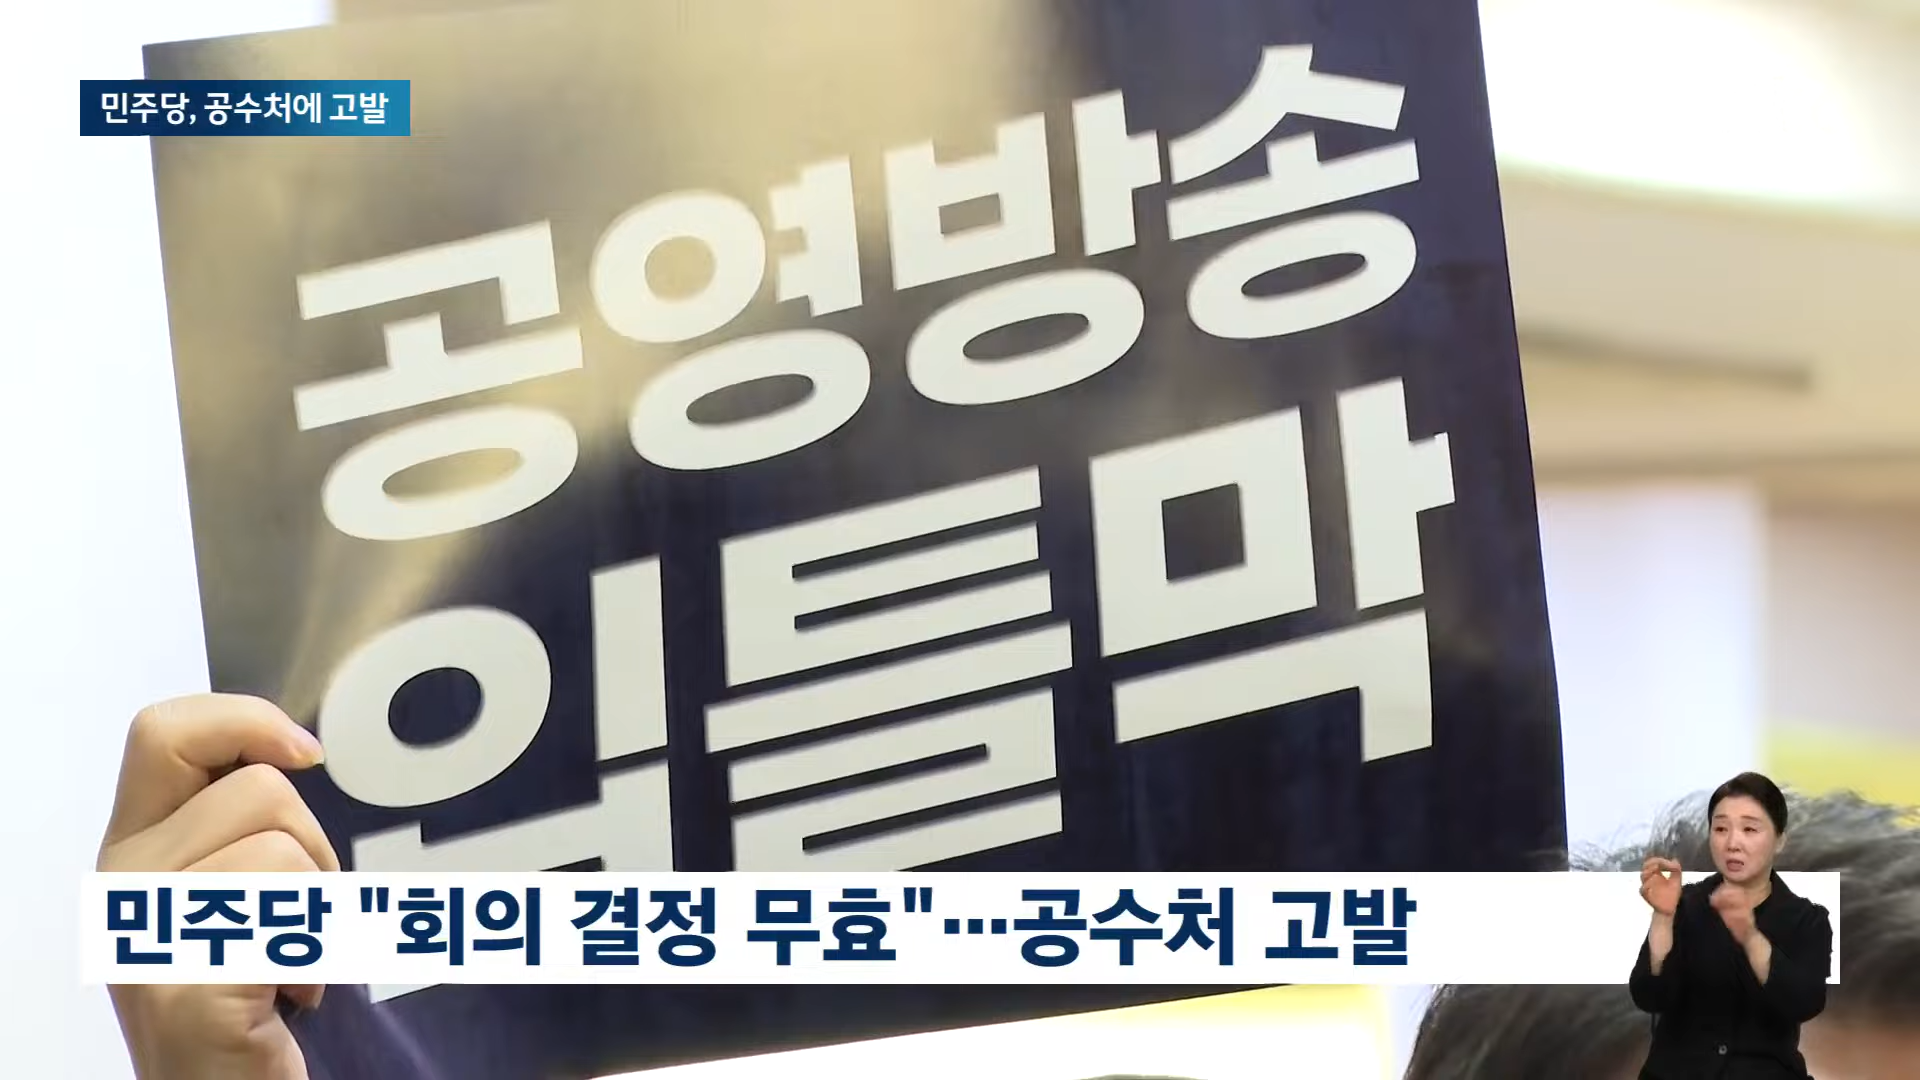 민주당, 공수처에 고발
공영방송
입틀막
민주당 "회의 결정 무효"…공수처 고발